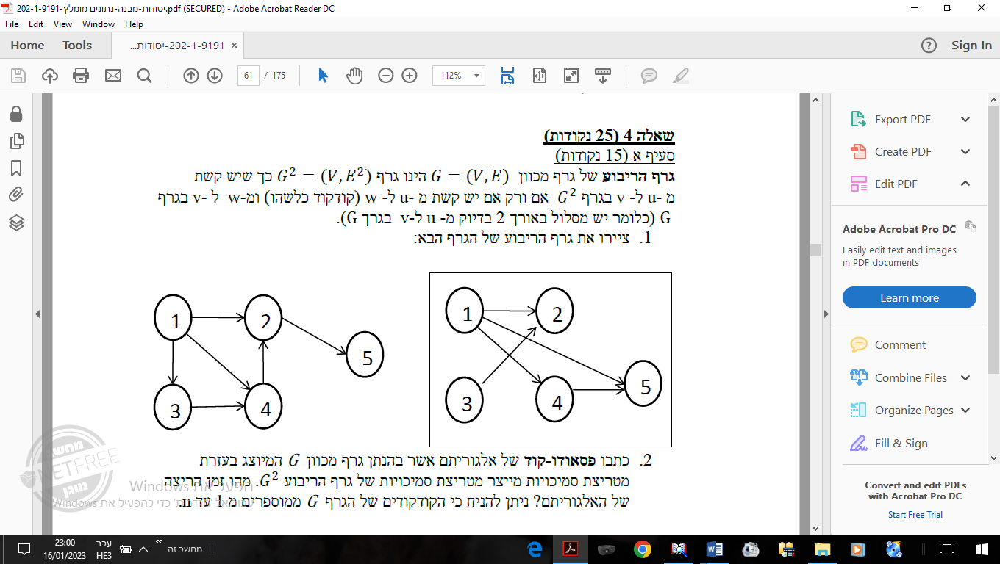 202-1-9191-יסודות-מבנה-נתונים מומלץ.pdf (SECURED) - Adobe Acrobat Reader DC
File Edit View Window Help
Home Tools 202-1-9191-יסודות... × Sign In
61 / 175 112%
שאלה 4 (25 נקודות)
סעיף א (15 נקודות)
גרף הריבוע של גרף מכוון G = (V, E) הינו גרף G² = (V, E²) כך שיש קשת
מ -u ל- v בגרף G² אם ורק אם יש קשת מ -u ל- w (קודקוד כלשהו) ומ-w ל -v בגרף
G (כלומר יש מסלול באורך 2 בדיוק מ- u ל-v בגרך G).
1. ציירו את גרף הריבוע של הגרף הבא:
1 2 5 3 4
1 2 5 3 4
2. כתבו פסאודו-קוד של אלגוריתם אשר בהנתן גרף מכוון G המיוצג בעזרת
מטריצת סמיכויות מייצר מטריצת סמיכויות של גרף הריבוע G². מהו זמן הריצה
של האלגוריתם? ניתן להניח כי הקודקודים של הגרף G ממוספרים מ 1 עד n.
NETFREE
מוגן
הפעל את Windows
כדי להפעיל את Windows
Export PDF
Create PDF
Edit PDF
Adobe Acrobat Pro DC
Easily edit text and images
in PDF documents
Learn more
Comment
Combine Files
Organize Pages
Fill & Sign
Convert and edit PDFs
with Acrobat Pro DC
Start Free Trial
23:00
16/01/2023
עבר
HE3
מחשב זה